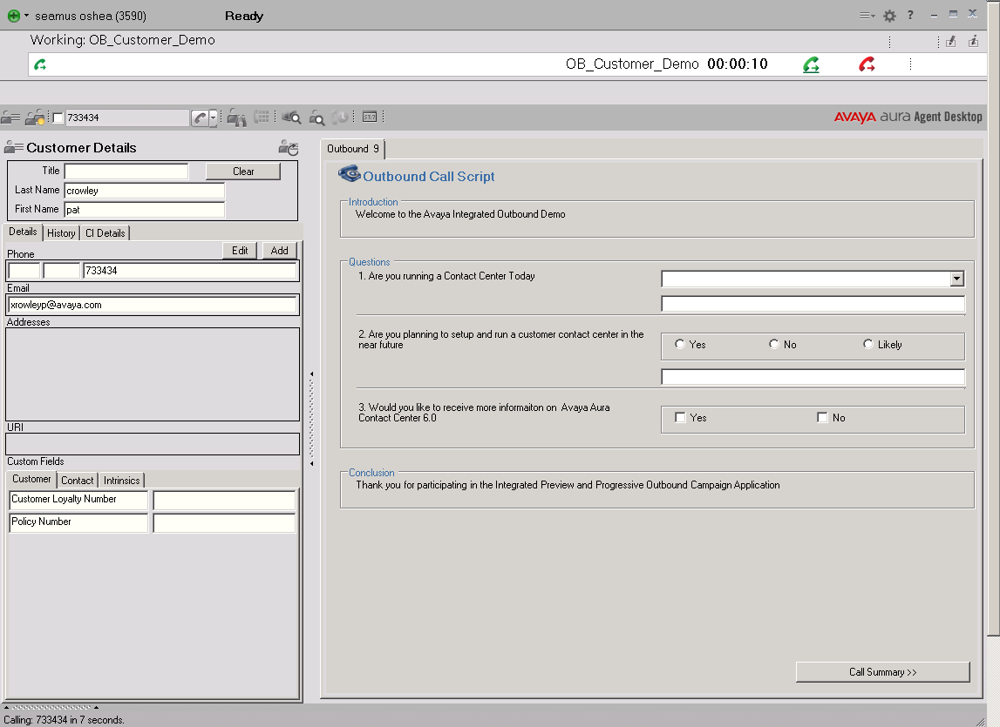 seamus oshea (3590) Ready ?
Working: OB_Customer_Demo
OB_Customer_Demo 00:00:10
733434
AVAYA aura Agent Desktop
Customer Details
Title Clear
Last Name crowley
First Name pat
Details History CI Details
Phone Edit Add
733434
Email
xrowleyp@avaya.com
Addresses
URI
Custom Fields
Customer Contact Intrinsics
Customer Loyalty Number
Policy Number
Outbound 9
Outbound Call Script
Introduction
Welcome to the Avaya Integrated Outbound Demo
Questions
1. Are you running a Contact Center Today
2. Are you planning to setup and run a customer contact center in the
near future
Yes No Likely
3. Would you like to receive more informaiton on Avaya Aura
Contact Center 6.0
Yes No
Conclusion
Thank you for participating in the Integrated Preview and Progressive Outbound Campaign Application
Call Summary >>
Calling: 733434 in 7 seconds.